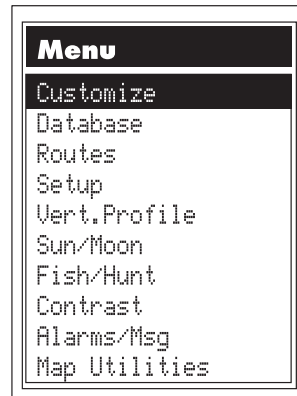 Menu
Customize
Database
Routes
Setup
Vert.Profile
Sun/Moon
Fish/Hunt
Contrast
Alarms/Msg
Map Utilities